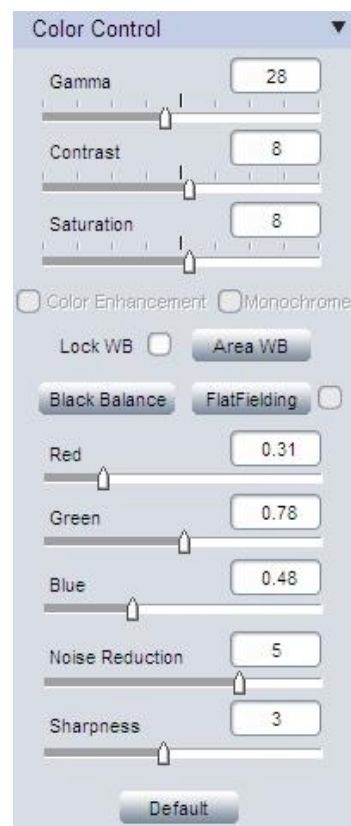 Color Control
Gamma 28
Contrast 8
Saturation 8
Color Enhancement Monochrome
Lock WB Area WB
Black Balance FlatFielding
Red 0.31
Green 0.78
Blue 0.48
Noise Reduction 5
Sharpness 3
Default